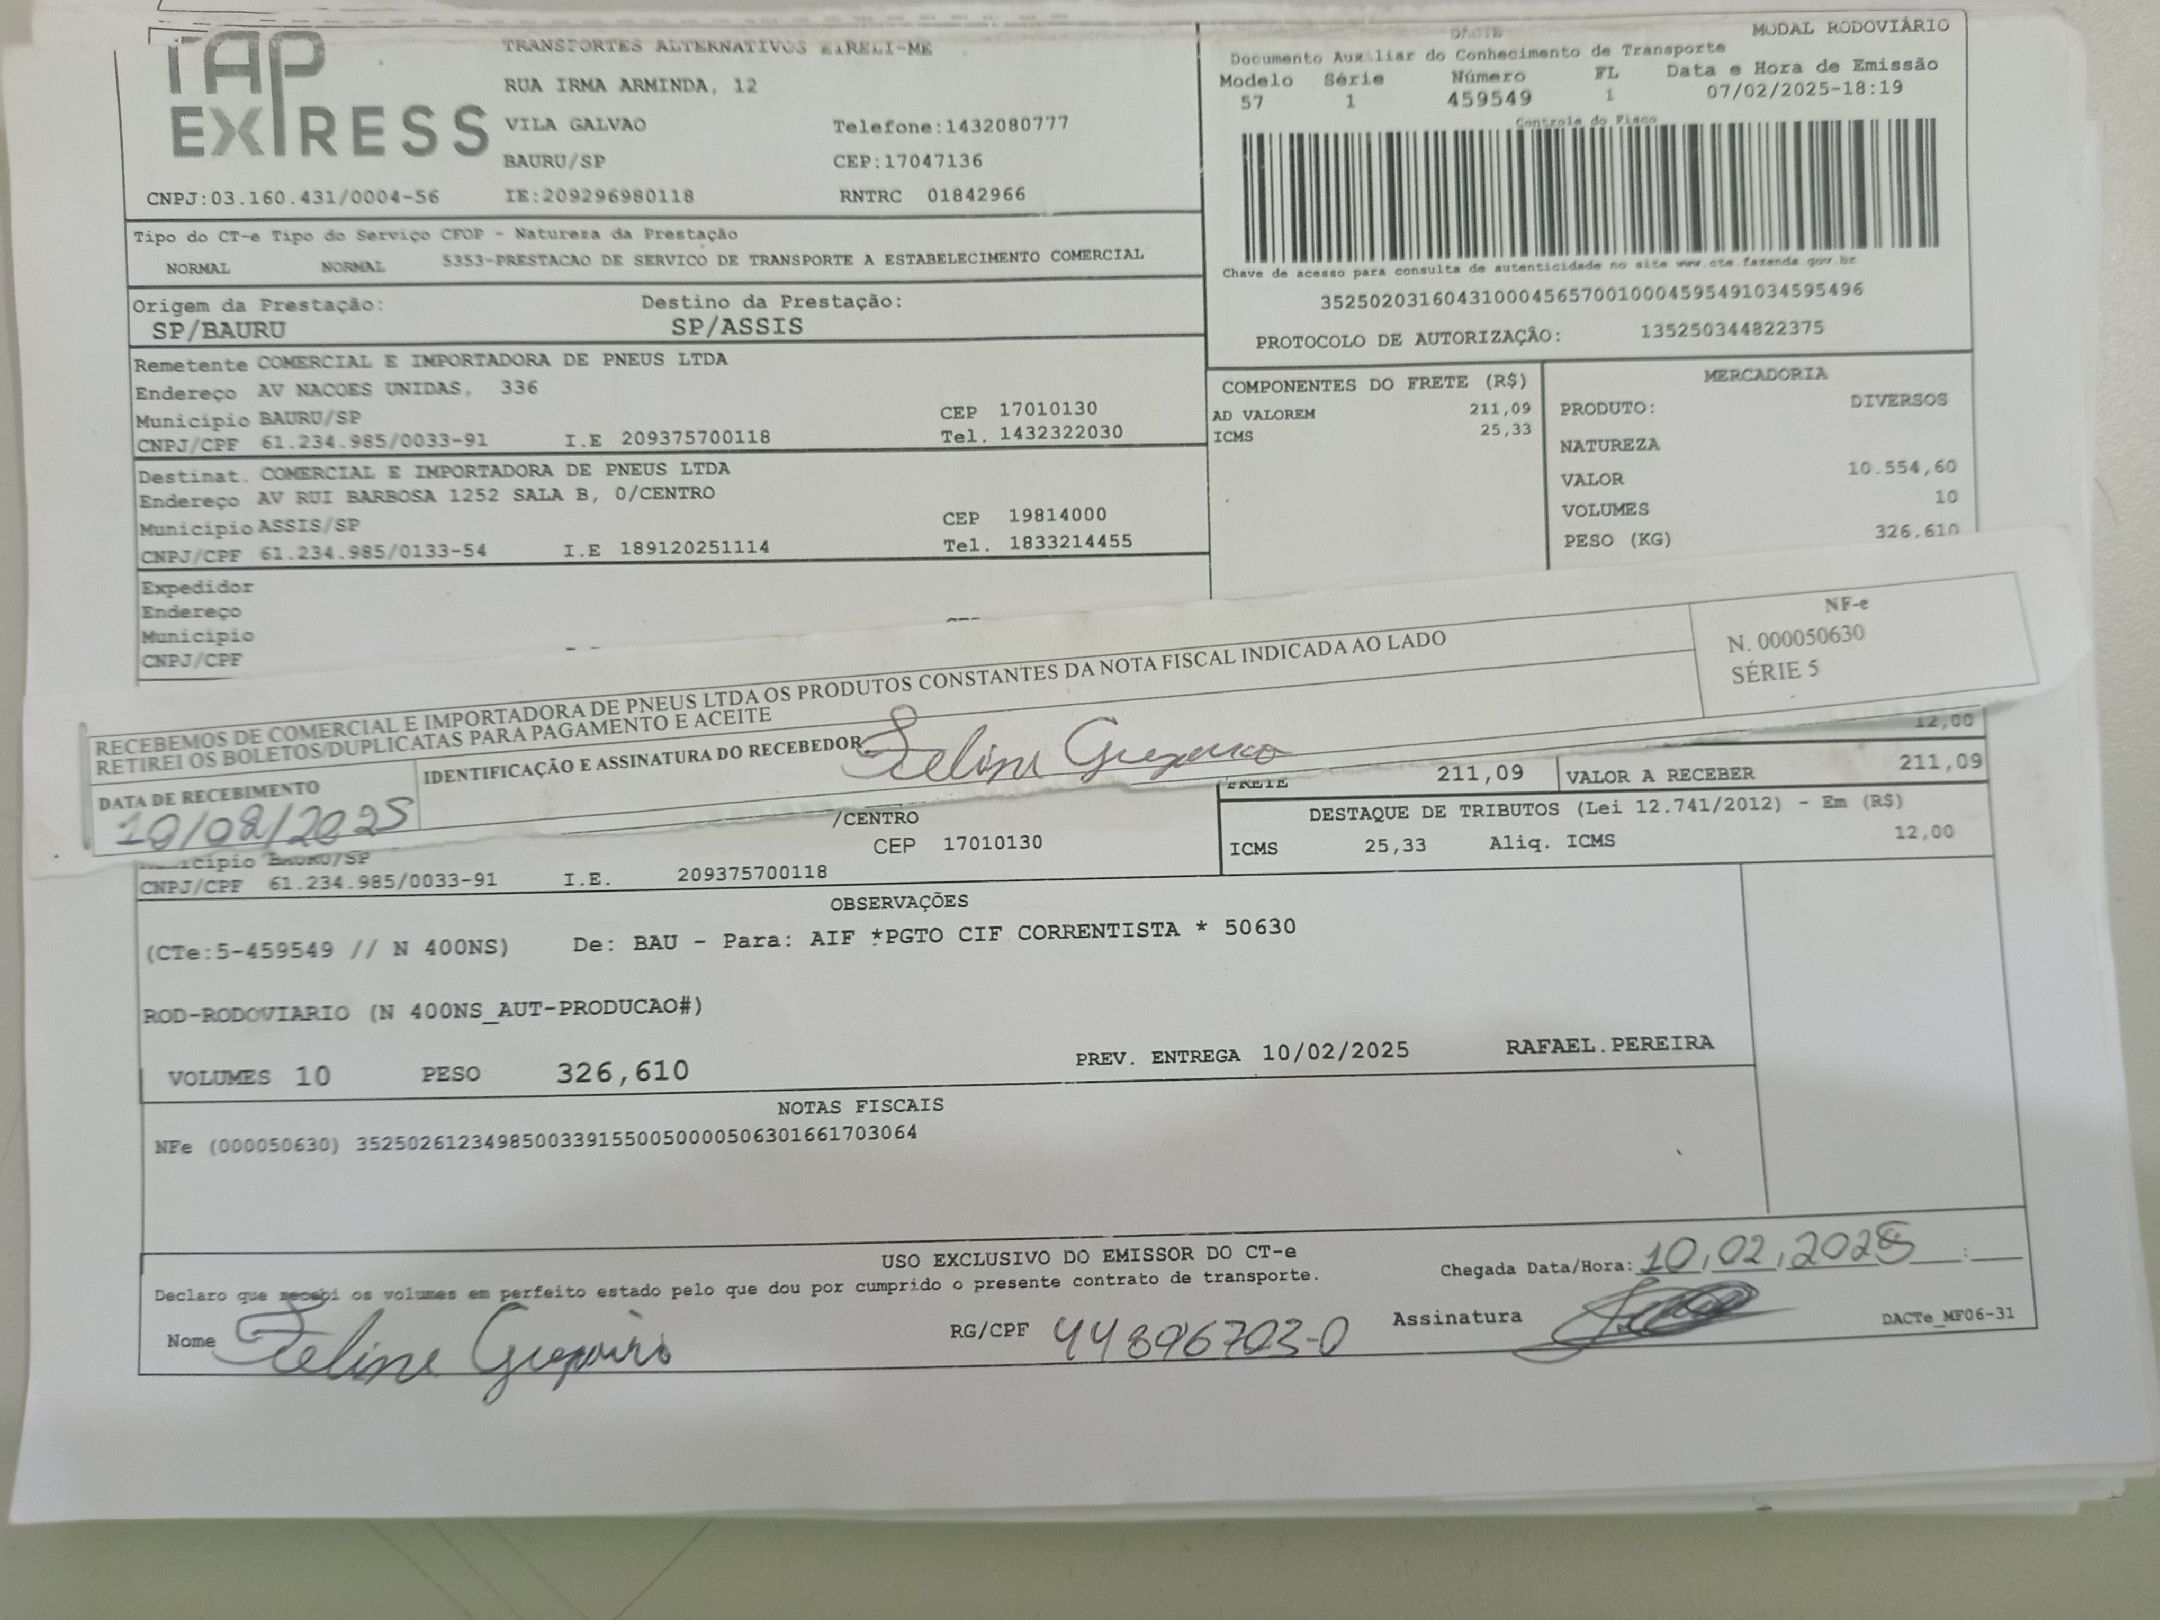 TAP EXPRESS
TRANSPORTES ALTERNATIVOS EIRELI-ME
RUA IRMA ARMINDA, 12
VILA GALVAO Telefone:1432080777
BAURU/SP CEP:17047136
CNPJ:03.160.431/0004-56 IE:209296980118 RNTRC 01842966
DACTE MODAL RODOVIÁRIO
Documento Auxiliar do Conhecimento de Transporte
Modelo Série Número FL Data e Hora de Emissão
57 1 459549 1 07/02/2025-18:19
Controle do Fisco
Chave de acesso para consulta de autenticidade no site www.cte.fazenda.gov.br
35250203160431000456570010004595491034595496
PROTOCOLO DE AUTORIZAÇÃO: 135250344822375
Tipo do CT-e Tipo do Serviço CFOP - Natureza da Prestação
NORMAL NORMAL 5353-PRESTACAO DE SERVICO DE TRANSPORTE A ESTABELECIMENTO COMERCIAL
Origem da Prestação: Destino da Prestação:
SP/BAURU SP/ASSIS
Remetente COMERCIAL E IMPORTADORA DE PNEUS LTDA
Endereço AV NACOES UNIDAS, 336
Município BAURU/SP CEP 17010130
CNPJ/CPF 61.234.985/0033-91 I.E 209375700118 Tel. 1432322030
Destinat. COMERCIAL E IMPORTADORA DE PNEUS LTDA
Endereço AV RUI BARBOSA 1252 SALA B, 0/CENTRO
Município ASSIS/SP CEP 19814000
CNPJ/CPF 61.234.985/0133-54 I.E 189120251114 Tel. 1833214455
Expedidor
Endereço
Município
CNPJ/CPF
COMPONENTES DO FRETE (R$)
AD VALOREM 211,09
ICMS 25,33
MERCADORIA
PRODUTO: DIVERSOS
NATUREZA
VALOR 10.554,60
VOLUMES 10
PESO (KG) 326,610
RECEBEMOS DE COMERCIAL E IMPORTADORA DE PNEUS LTDA OS PRODUTOS CONSTANTES DA NOTA FISCAL INDICADA AO LADO
RETIREI OS BOLETOS/DUPLICATAS PARA PAGAMENTO E ACEITE
DATA DE RECEBIMENTO
10/02/2025
IDENTIFICAÇÃO E ASSINATURA DO RECEBEDOR
NF-e
N. 000050630
SÉRIE 5
12,00
FRETE 211,09 VALOR A RECEBER 211,09
DESTAQUE DE TRIBUTOS (Lei 12.741/2012) - Em (R$)
ICMS 25,33 Aliq. ICMS 12,00
/CENTRO
Município BAURU/SP CEP 17010130
CNPJ/CPF 61.234.985/0033-91 I.E. 209375700118
OBSERVAÇÕES
(CTe:5-459549 // N 400NS) De: BAU - Para: AIF *PGTO CIF CORRENTISTA * 50630
ROD-RODOVIARIO (N 400NS_AUT-PRODUCAO#)
VOLUMES 10 PESO 326,610 PREV. ENTREGA 10/02/2025 RAFAEL.PEREIRA
NOTAS FISCAIS
NFe (000050630) 35250261234985003391550050000506301661703064
USO EXCLUSIVO DO EMISSOR DO CT-e
Declaro que recebi os volumes em perfeito estado pelo que dou por cumprido o presente contrato de transporte.
Chegada Data/Hora: 10,02,2025 :
Nome RG/CPF 44896703-0 Assinatura
DACTe_MF06-31